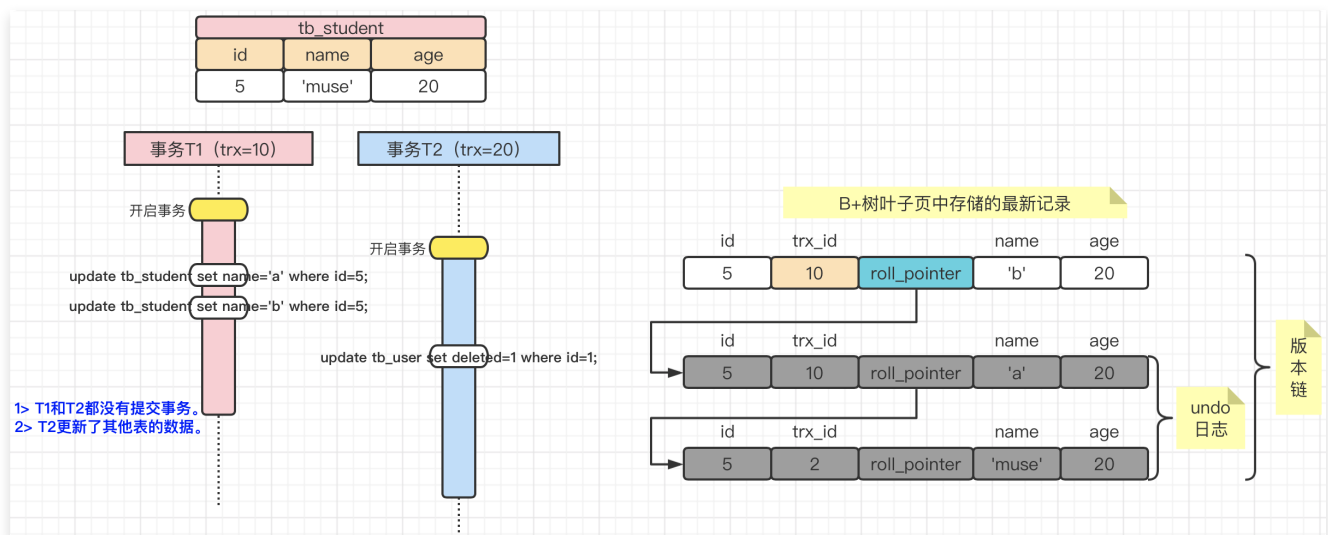 tb_student
id name age
5 'muse' 20
事务T1（trx=10）
事务T2（trx=20）
开启事务
开启事务
update tb_student set name='a' where id=5;
update tb_student set name='b' where id=5;
update tb_user set deleted=1 where id=1;
1> T1和T2都没有提交事务。
2> T2更新了其他表的数据。
B+树叶子页中存储的最新记录
id trx_id name age
5 10 roll_pointer 'b' 20
id trx_id name age
5 10 roll_pointer 'a' 20
id trx_id name age
5 2 roll_pointer 'muse' 20
undo
日志
版
本
链